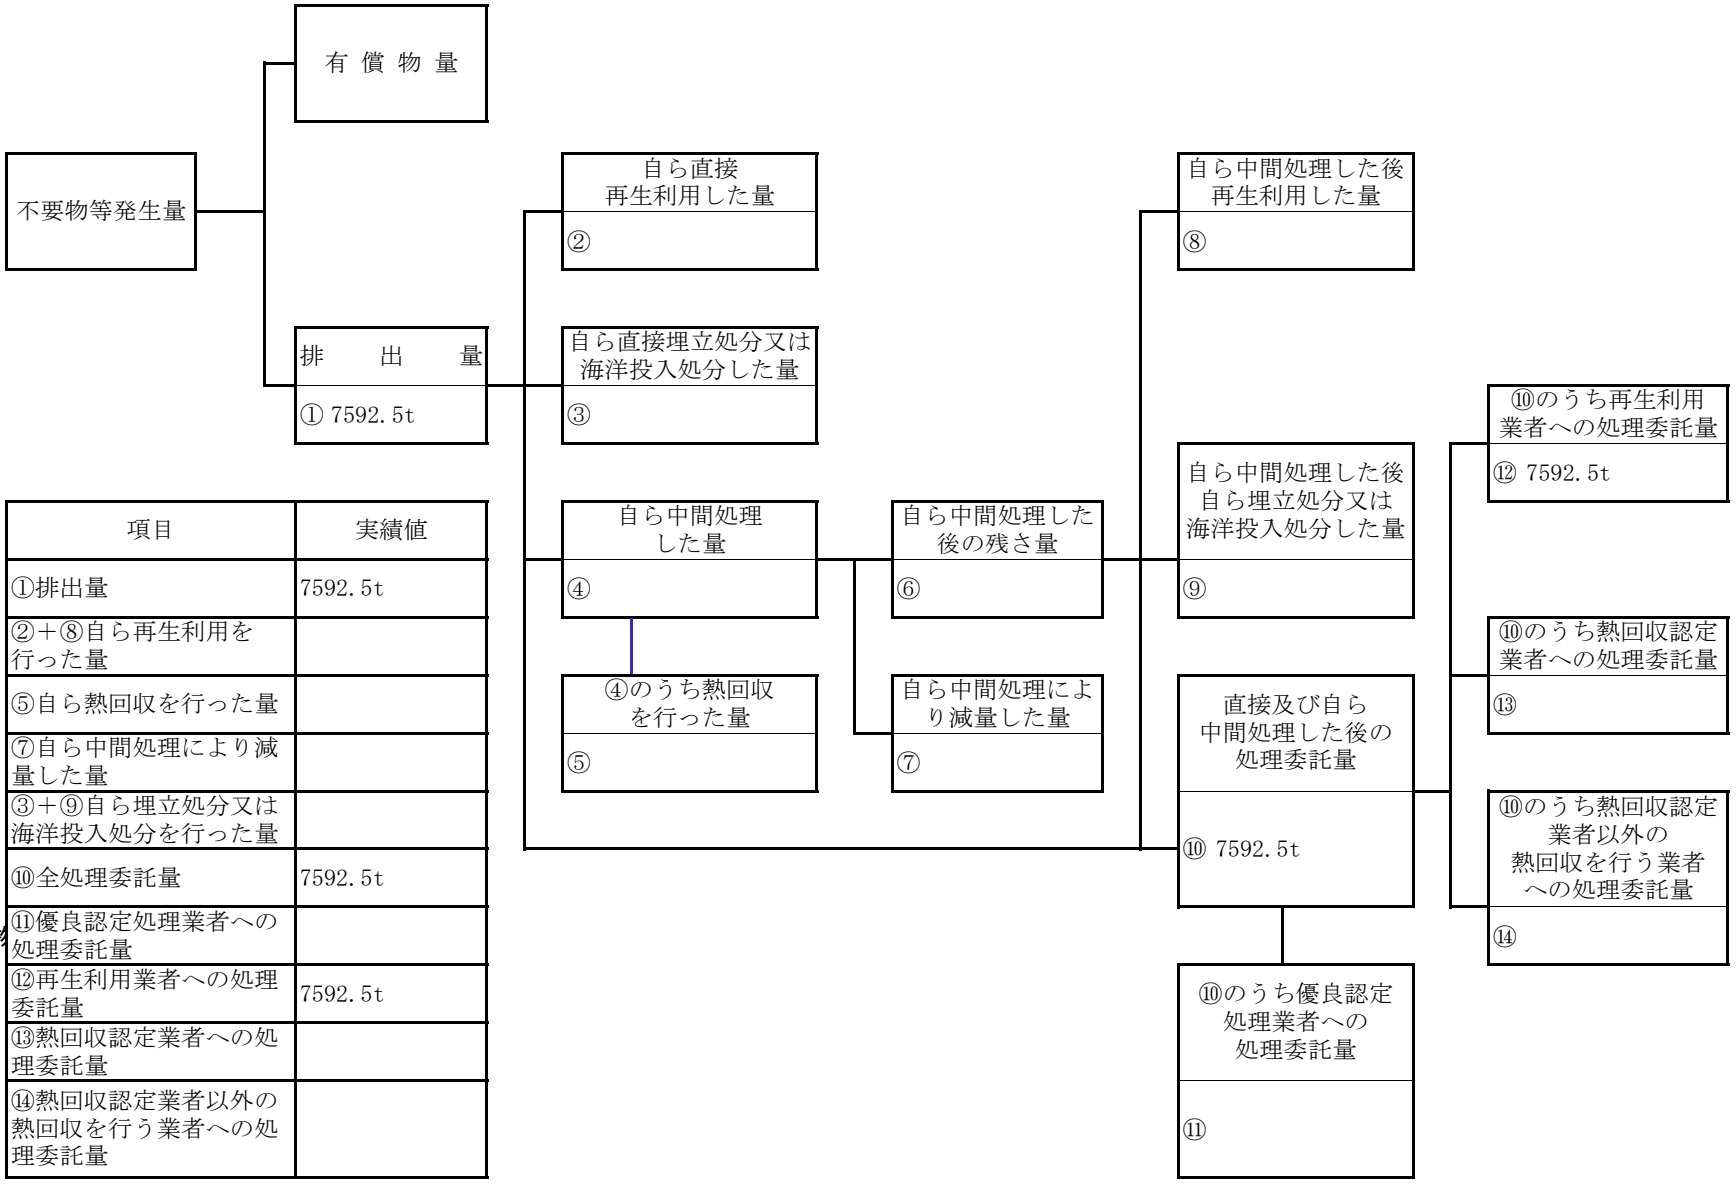 有償物量
不要物等発生量
自ら直接
再生利用した量
②
自ら中間処理した後
再生利用した量
⑧
排出量
① 7592.5t
自ら直接埋立処分又は
海洋投入処分した量
③
⑩のうち再生利用
業者への処理委託量
⑫ 7592.5t
自ら中間処理した後
自ら埋立処分又は
海洋投入処分した量
⑨
自ら中間処理
した量
④
自ら中間処理した
後の残さ量
⑥
⑩のうち熱回収認定
業者への処理委託量
⑬
④のうち熱回収
を行った量
⑤
自ら中間処理によ
り減量した量
⑦
直接及び自ら
中間処理した後の
処理委託量
⑩ 7592.5t
⑩のうち熱回収認定
業者以外の
熱回収を行う業者
への処理委託量
⑭
⑩のうち優良認定
処理業者への
処理委託量
⑪
項目 実績値
①排出量 7592.5t
②＋⑧自ら再生利用を
行った量
⑤自ら熱回収を行った量
⑦自ら中間処理により減
量した量
③＋⑨自ら埋立処分又は
海洋投入処分を行った量
⑩全処理委託量 7592.5t
⑪優良認定処理業者への
処理委託量
⑫再生利用業者への処理
委託量 7592.5t
⑬熱回収認定業者への処
理委託量
⑭熱回収認定業者以外の
熱回収を行う業者への処
理委託量